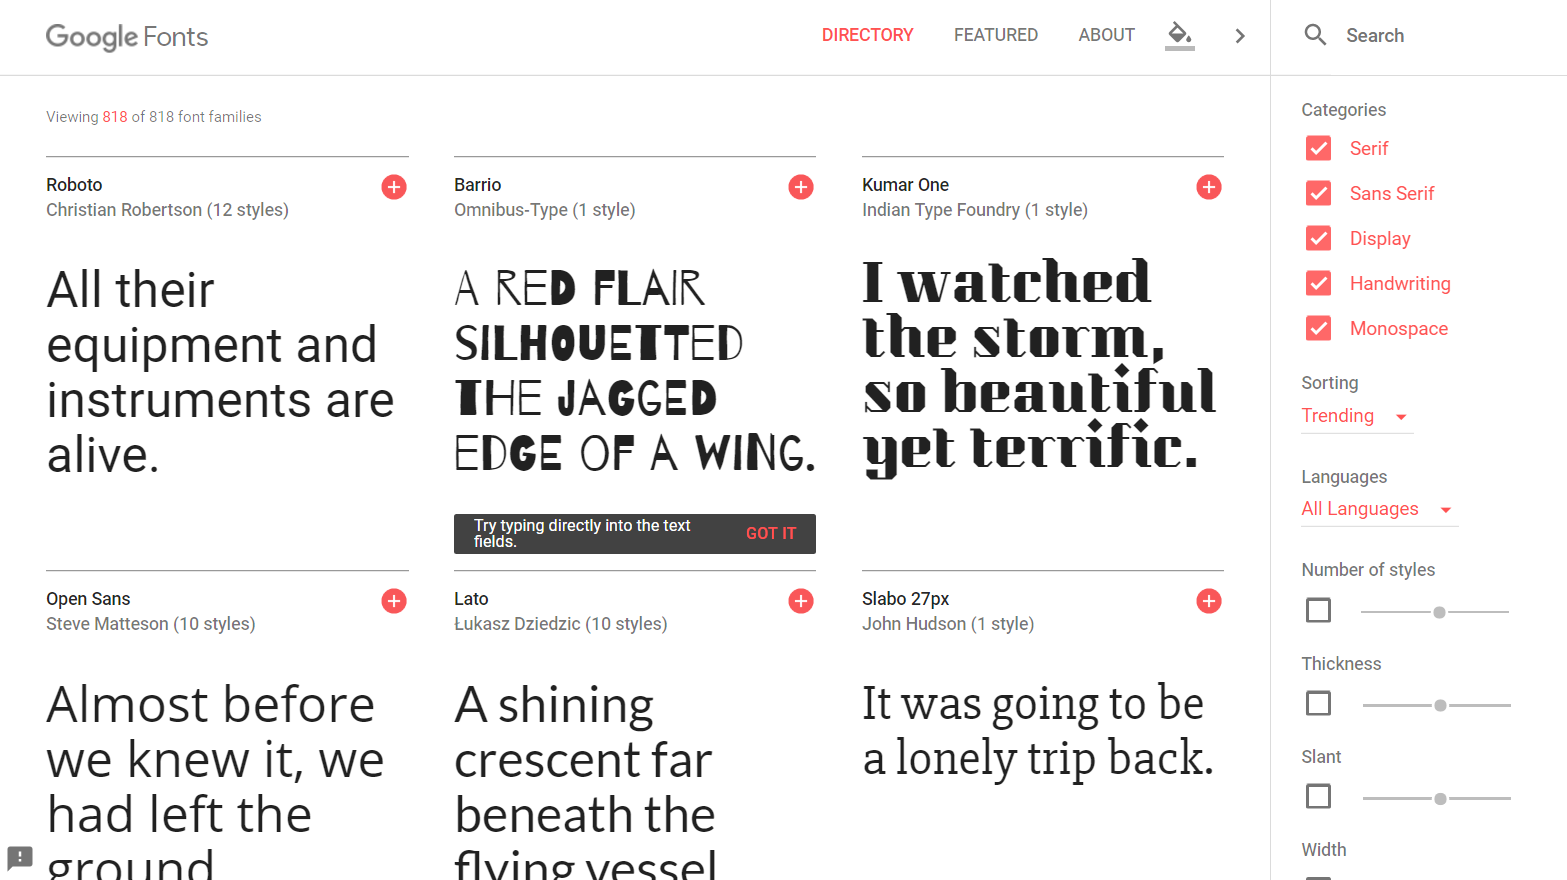 Google Fonts
DIRECTORY
FEATURED
ABOUT
Search
Viewing 818 of 818 font families
Roboto
Christian Robertson (12 styles)
All their
equipment and
instruments are
alive.
Barrio
Omnibus-Type (1 style)
A RED FLAIR
SILHOUETTED
THE JAGGED
EDGE OF A WING.
Try typing directly into the text
fields.
GOT IT
Kumar One
Indian Type Foundry (1 style)
I watched
the storm,
so beautiful
yet terrific.
Open Sans
Steve Matteson (10 styles)
Almost before
we knew it, we
had left the
ground
Lato
Łukasz Dziedzic (10 styles)
A shining
crescent far
beneath the
flying vessel
Slabo 27px
John Hudson (1 style)
It was going to be
a lonely trip back.
Categories
Serif
Sans Serif
Display
Handwriting
Monospace
Sorting
Trending
Languages
All Languages
Number of styles
Thickness
Slant
Width